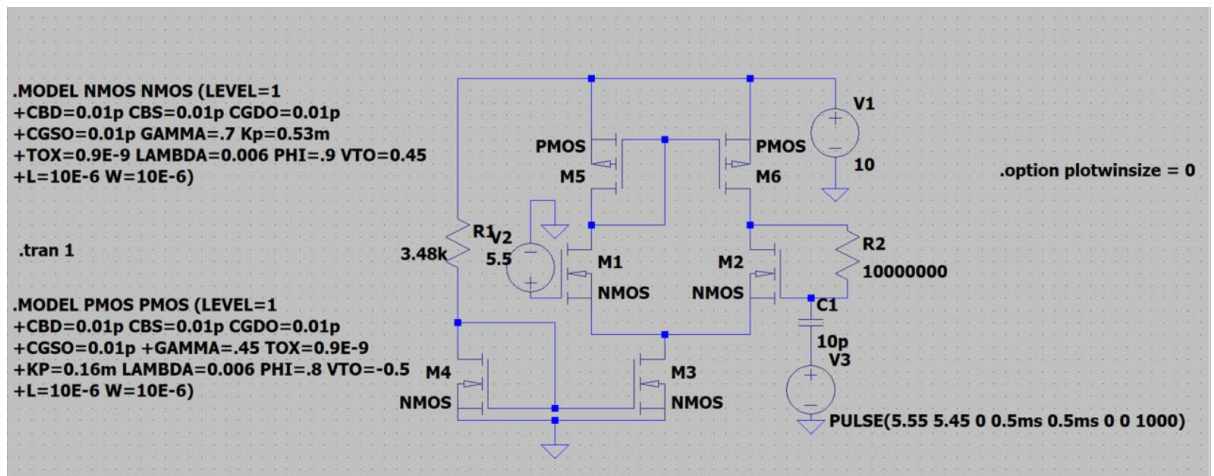 .MODEL NMOS NMOS (LEVEL=1
+CBD=0.01p CBS=0.01p CGDO=0.01p
+CGSO=0.01p GAMMA=.7 Kp=0.53m
+TOX=0.9E-9 LAMBDA=0.006 PHI=.9 VTO=0.45
+L=10E-6 W=10E-6)
.tran 1
.MODEL PMOS PMOS (LEVEL=1
+CBD=0.01p CBS=0.01p CGDO=0.01p
+CGSO=0.01p +GAMMA=.45 TOX=0.9E-9
+KP=0.16m LAMBDA=0.006 PHI=.8 VTO=-0.5
+L=10E-6 W=10E-6)
R1
3.48k
V2
5.5
PMOS
M5
PMOS
M6
V1
10
.option plotwinsize = 0
M1
NMOS
M2
NMOS
R2
10000000
C1
10p
V3
M4
NMOS
M3
NMOS
PULSE(5.55 5.45 0 0.5ms 0.5ms 0 0 1000)